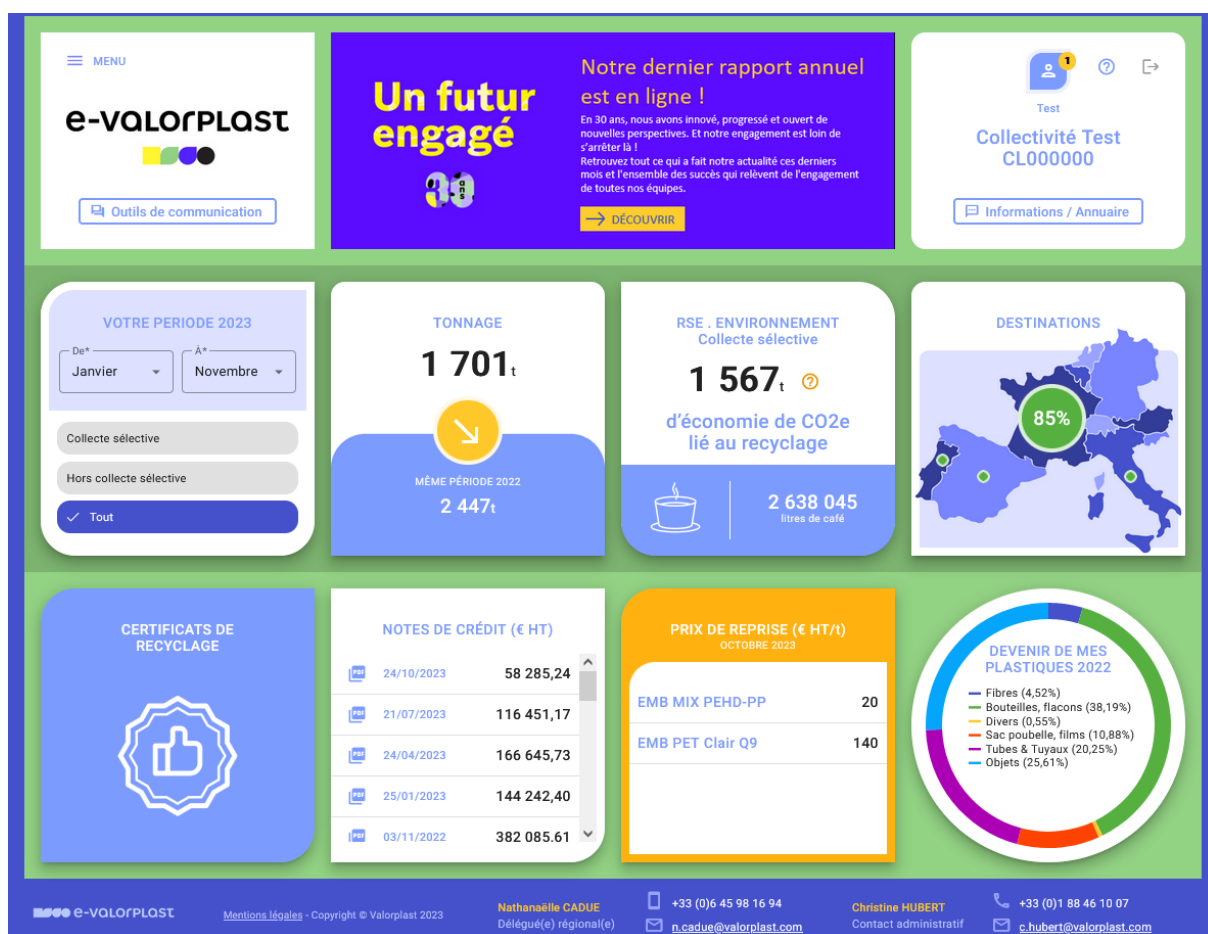 MENU
e-valorplast
Outils de communication
Un futur
engagé
30
ans
Notre dernier rapport annuel
est en ligne !
En 30 ans, nous avons innové, progressé et ouvert de
nouvelles perspectives. Et notre engagement est loin de
s'arrêter là !
Retrouvez tout ce qui a fait notre actualité ces derniers
mois et l'ensemble des succès qui relèvent de l'engagement
de toutes nos équipes.
DÉCOUVRIR
1
Test
Collectivité Test
CL000000
Informations / Annuaire
VOTRE PERIODE 2023
De*
À*
Janvier
Novembre
Collecte sélective
Hors collecte sélective
Tout
TONNAGE
1 701t
MÊME PÉRIODE 2022
2 447t
RSE . ENVIRONNEMENT
Collecte sélective
1 567t
d'économie de CO2e
lié au recyclage
2 638 045
litres de café
DESTINATIONS
85%
CERTIFICATS DE
RECYCLAGE
NOTES DE CRÉDIT (€ HT)
PDF 24/10/2023 58 285,24
PDF 21/07/2023 116 451,17
PDF 24/04/2023 166 645,73
PDF 25/01/2023 144 242,40
PDF 03/11/2022 382 085.61
PRIX DE REPRISE (€ HT/t)
OCTOBRE 2023
EMB MIX PEHD-PP 20
EMB PET Clair Q9 140
DEVENIR DE MES
PLASTIQUES 2022
Fibres (4,52%)
Bouteilles, flacons (38,19%)
Divers (0,55%)
Sac poubelle, films (10,88%)
Tubes & Tuyaux (20,25%)
Objets (25,61%)
e-valorplast
Mentions légales - Copyright © Valorplast 2023
Nathanaëlle CADUE
Délégué(e) régional(e)
+33 (0)6 45 98 16 94
n.cadue@valorplast.com
Christine HUBERT
Contact administratif
+33 (0)1 88 46 10 07
c.hubert@valorplast.com